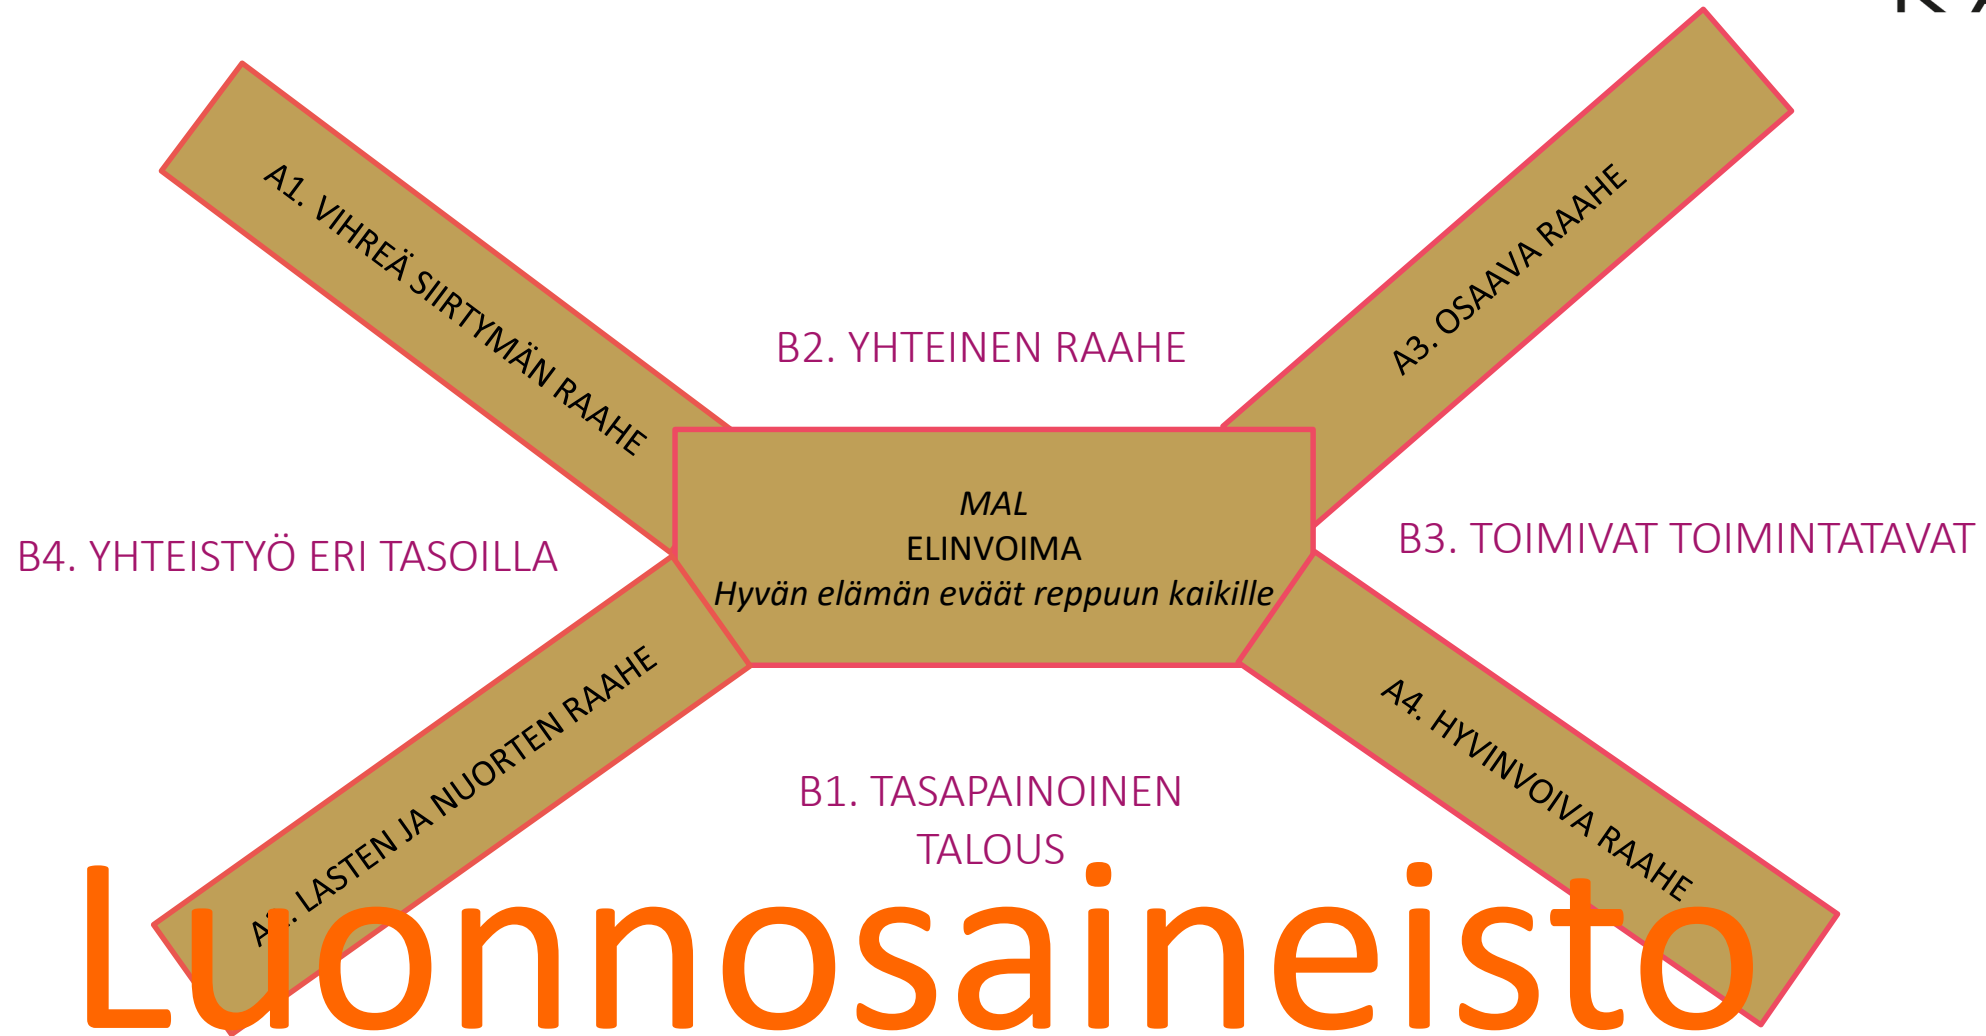 A1. VIHREÄ SIIRTYMÄN RAAHE
A3. OSAAVA RAAHE
B2. YHTEINEN RAAHE
MAL
ELINVOIMA
Hyvän elämän eväät reppuun kaikille
B4. YHTEISTYÖ ERI TASOILLA
B3. TOIMIVAT TOIMINTATAVAT
LASTEN JA NUORTEN RAAHE
A4. HYVINVOIVA RAAHE
B1. TASAPAINOINEN
TALOUS
Luonnosaineisto